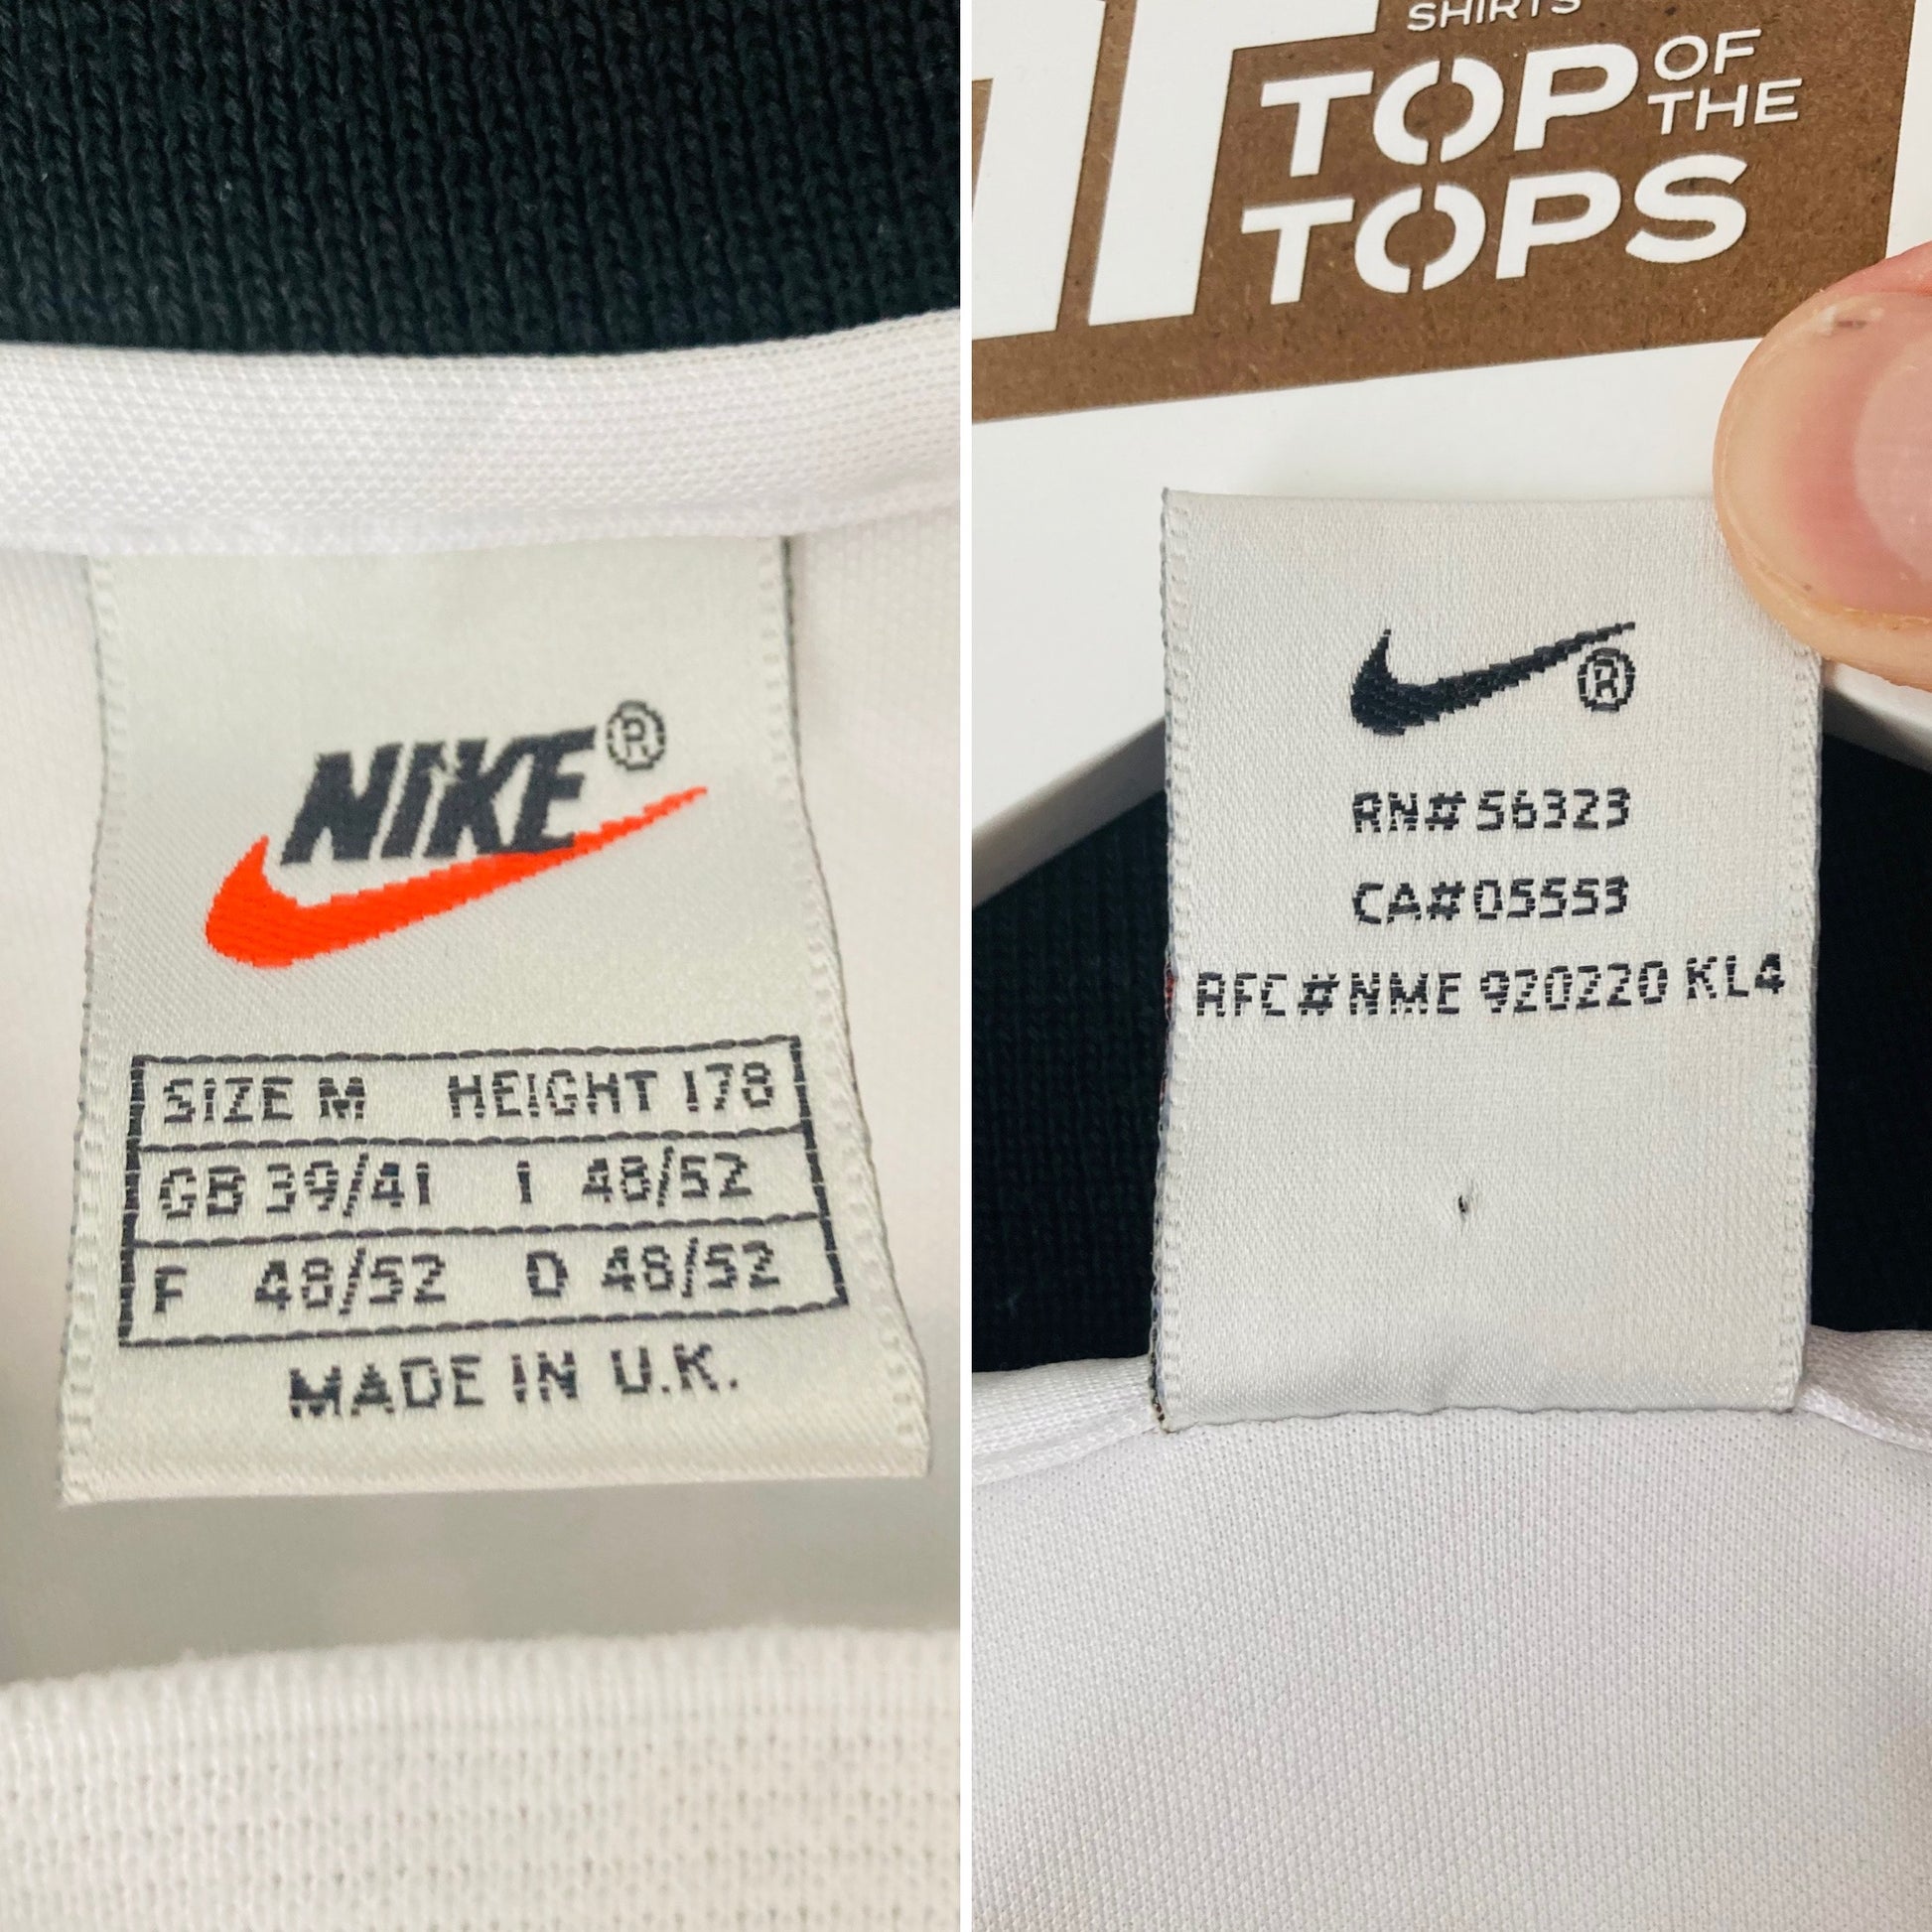 NIKE®
SIZE M HEIGHT 178
GB 39/41 I 48/52
F 48/52 D 48/52
MADE IN U.K.
SHIRTS
TOP OF THE
TOPS
®
RN# 56323
CA# 05553
RFC# NME 920220 KL4